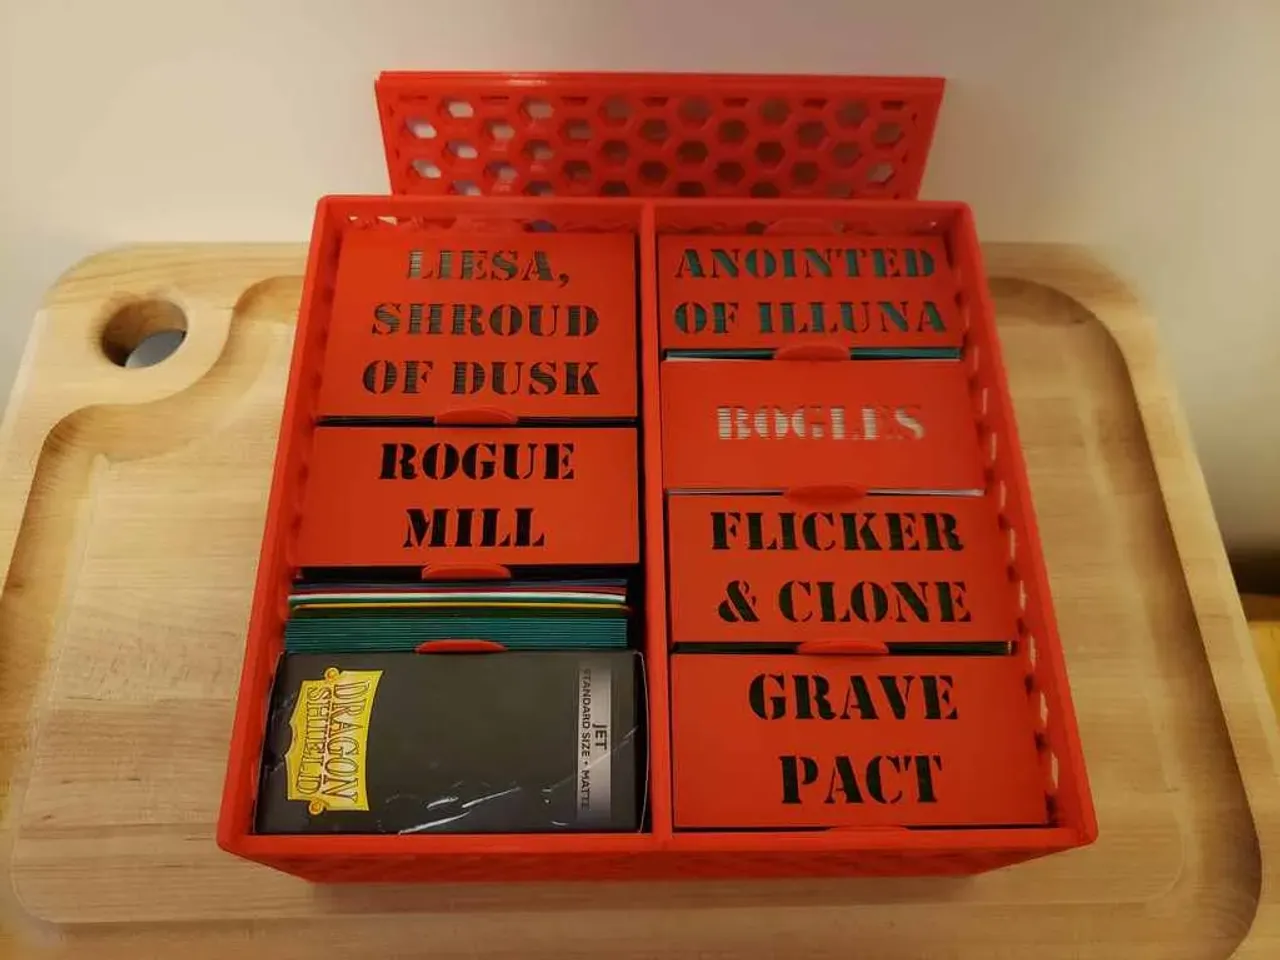 LIESA,
SHROUD
OF DUSK
ROGUE
MILL
DRAGON
SHIELD
JET
STANDARD SIZE • MATTE
ANOINTED
OF ILLUNA
BOGLES
FLICKER
& CLONE
GRAVE
PACT